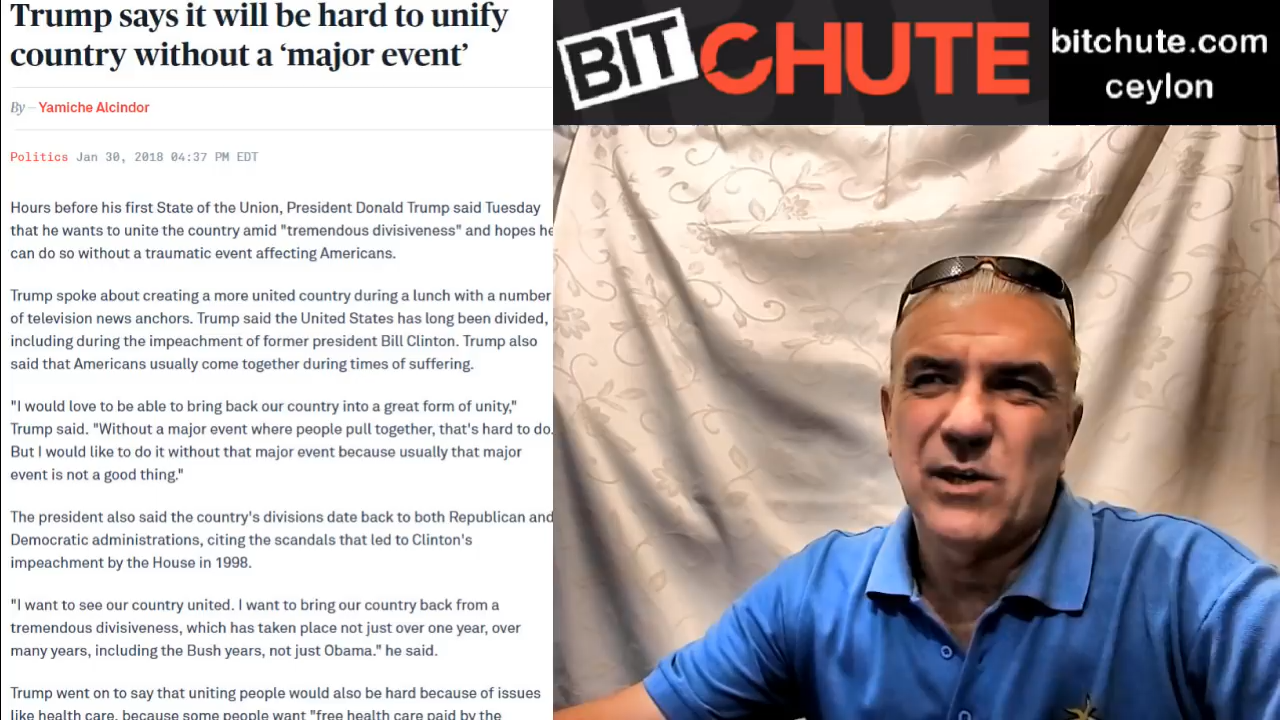 Trump says it will be hard to unify
country without a ‘major event’
By — Yamiche Alcindor
Politics Jan 30, 2018 04:37 PM EDT
Hours before his first State of the Union, President Donald Trump said Tuesday
that he wants to unite the country amid "tremendous divisiveness" and hopes he
can do so without a traumatic event affecting Americans.
Trump spoke about creating a more united country during a lunch with a number
of television news anchors. Trump said the United States has long been divided,
including during the impeachment of former president Bill Clinton. Trump also
said that Americans usually come together during times of suffering.
"I would love to be able to bring back our country into a great form of unity,"
Trump said. "Without a major event where people pull together, that's hard to do.
But I would like to do it without that major event because usually that major
event is not a good thing."
The president also said the country's divisions date back to both Republican and
Democratic administrations, citing the scandals that led to Clinton's
impeachment by the House in 1998.
"I want to see our country united. I want to bring our country back from a
tremendous divisiveness, which has taken place not just over one year, over
many years, including the Bush years, not just Obama." he said.
Trump went on to say that uniting people would also be hard because of issues
like health care, because some people want "free health care paid by the
BITCHUTE
bitchute.com
ceylon